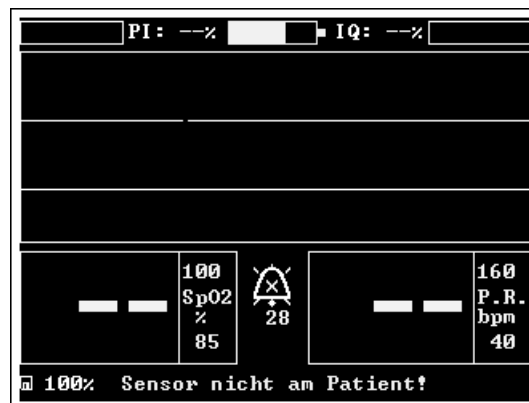 PI: --% IQ: --%
100 160
SpO2 P.R.
% 28 bpm
-- --
85 40
100% Sensor nicht am Patient!